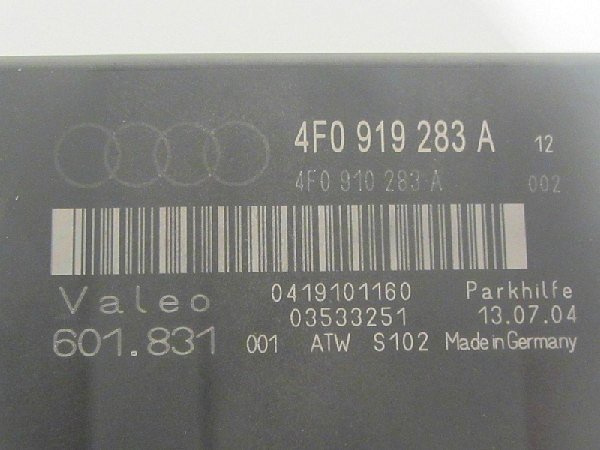 4F0 919 283 A 12
4F0 910 283 A 002
Valeo 0419101160 Parkhilfe
03533251 13.07.04
601.831 001 ATW S102 Made in Germany